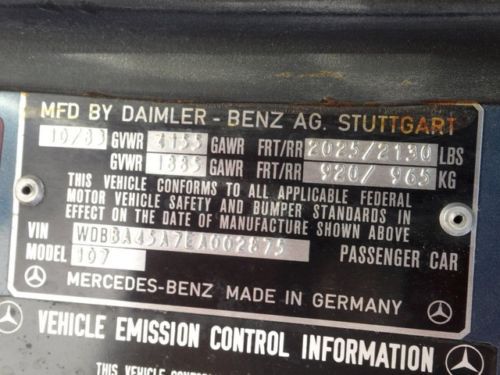 MFD BY DAIMLER - BENZ AG. STUTTGART
10/83 GVWR 4155 GAWR FRT/RR 2025/2130 LBS
GVWR 1885 GAWR FRT/RR 920/ 965 KG
THIS VEHICLE CONFORMS TO ALL APPLICABLE FEDERAL
MOTOR VEHICLE SAFETY AND BUMPER STANDARDS IN
EFFECT ON THE DATE OF MANUFACTURE SHOWN ABOVE
VIN WDBBA45A7EA002875
MODEL 107 PASSENGER CAR
MERCEDES-BENZ MADE IN GERMANY
VEHICLE EMISSION CONTROL INFORMATION
THIS VEHICLE